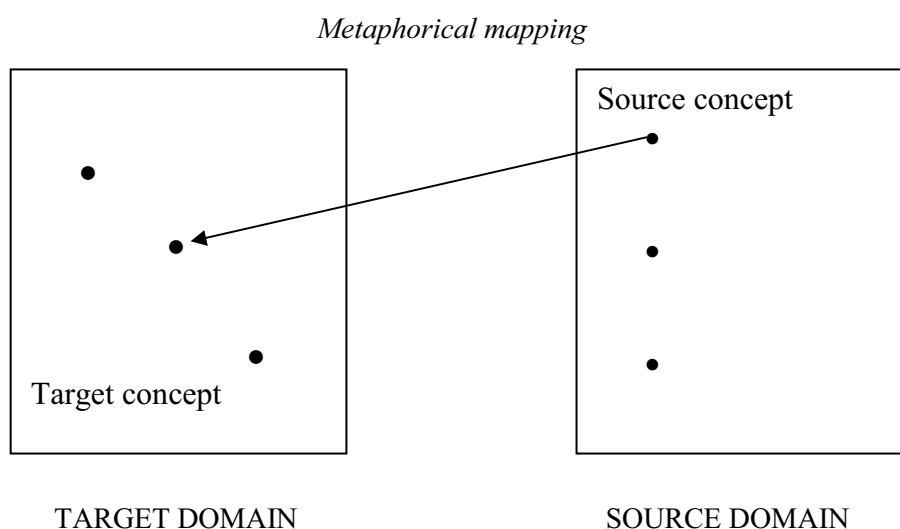 Metaphorical mapping
Source concept
Target concept
TARGET DOMAIN
SOURCE DOMAIN